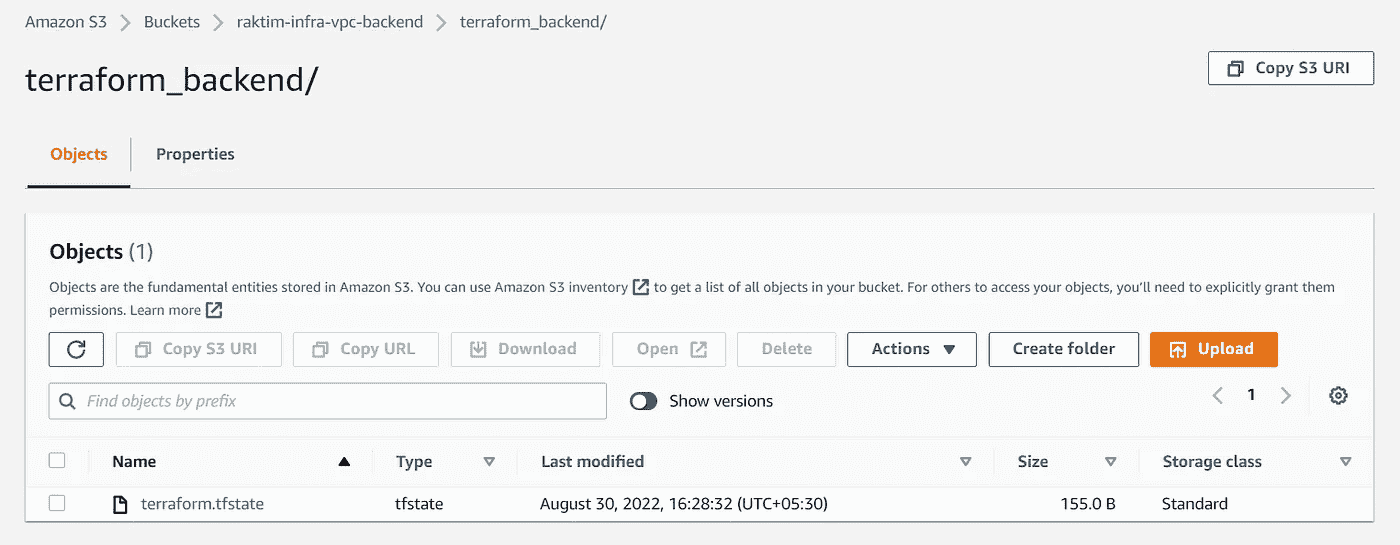 Amazon S3 > Buckets > raktim-infra-vpc-backend > terraform_backend/
terraform_backend/
Copy S3 URI
Objects Properties
Objects (1)
Objects are the fundamental entities stored in Amazon S3. You can use Amazon S3 inventory to get a list of all objects in your bucket. For others to access your objects, you'll need to explicitly grant them
permissions. Learn more
Copy S3 URI Copy URL Download Open Delete Actions Create folder Upload
Find objects by prefix Show versions 1
Name Type Last modified Size Storage class
terraform.tfstate tfstate August 30, 2022, 16:28:32 (UTC+05:30) 155.0 B Standard